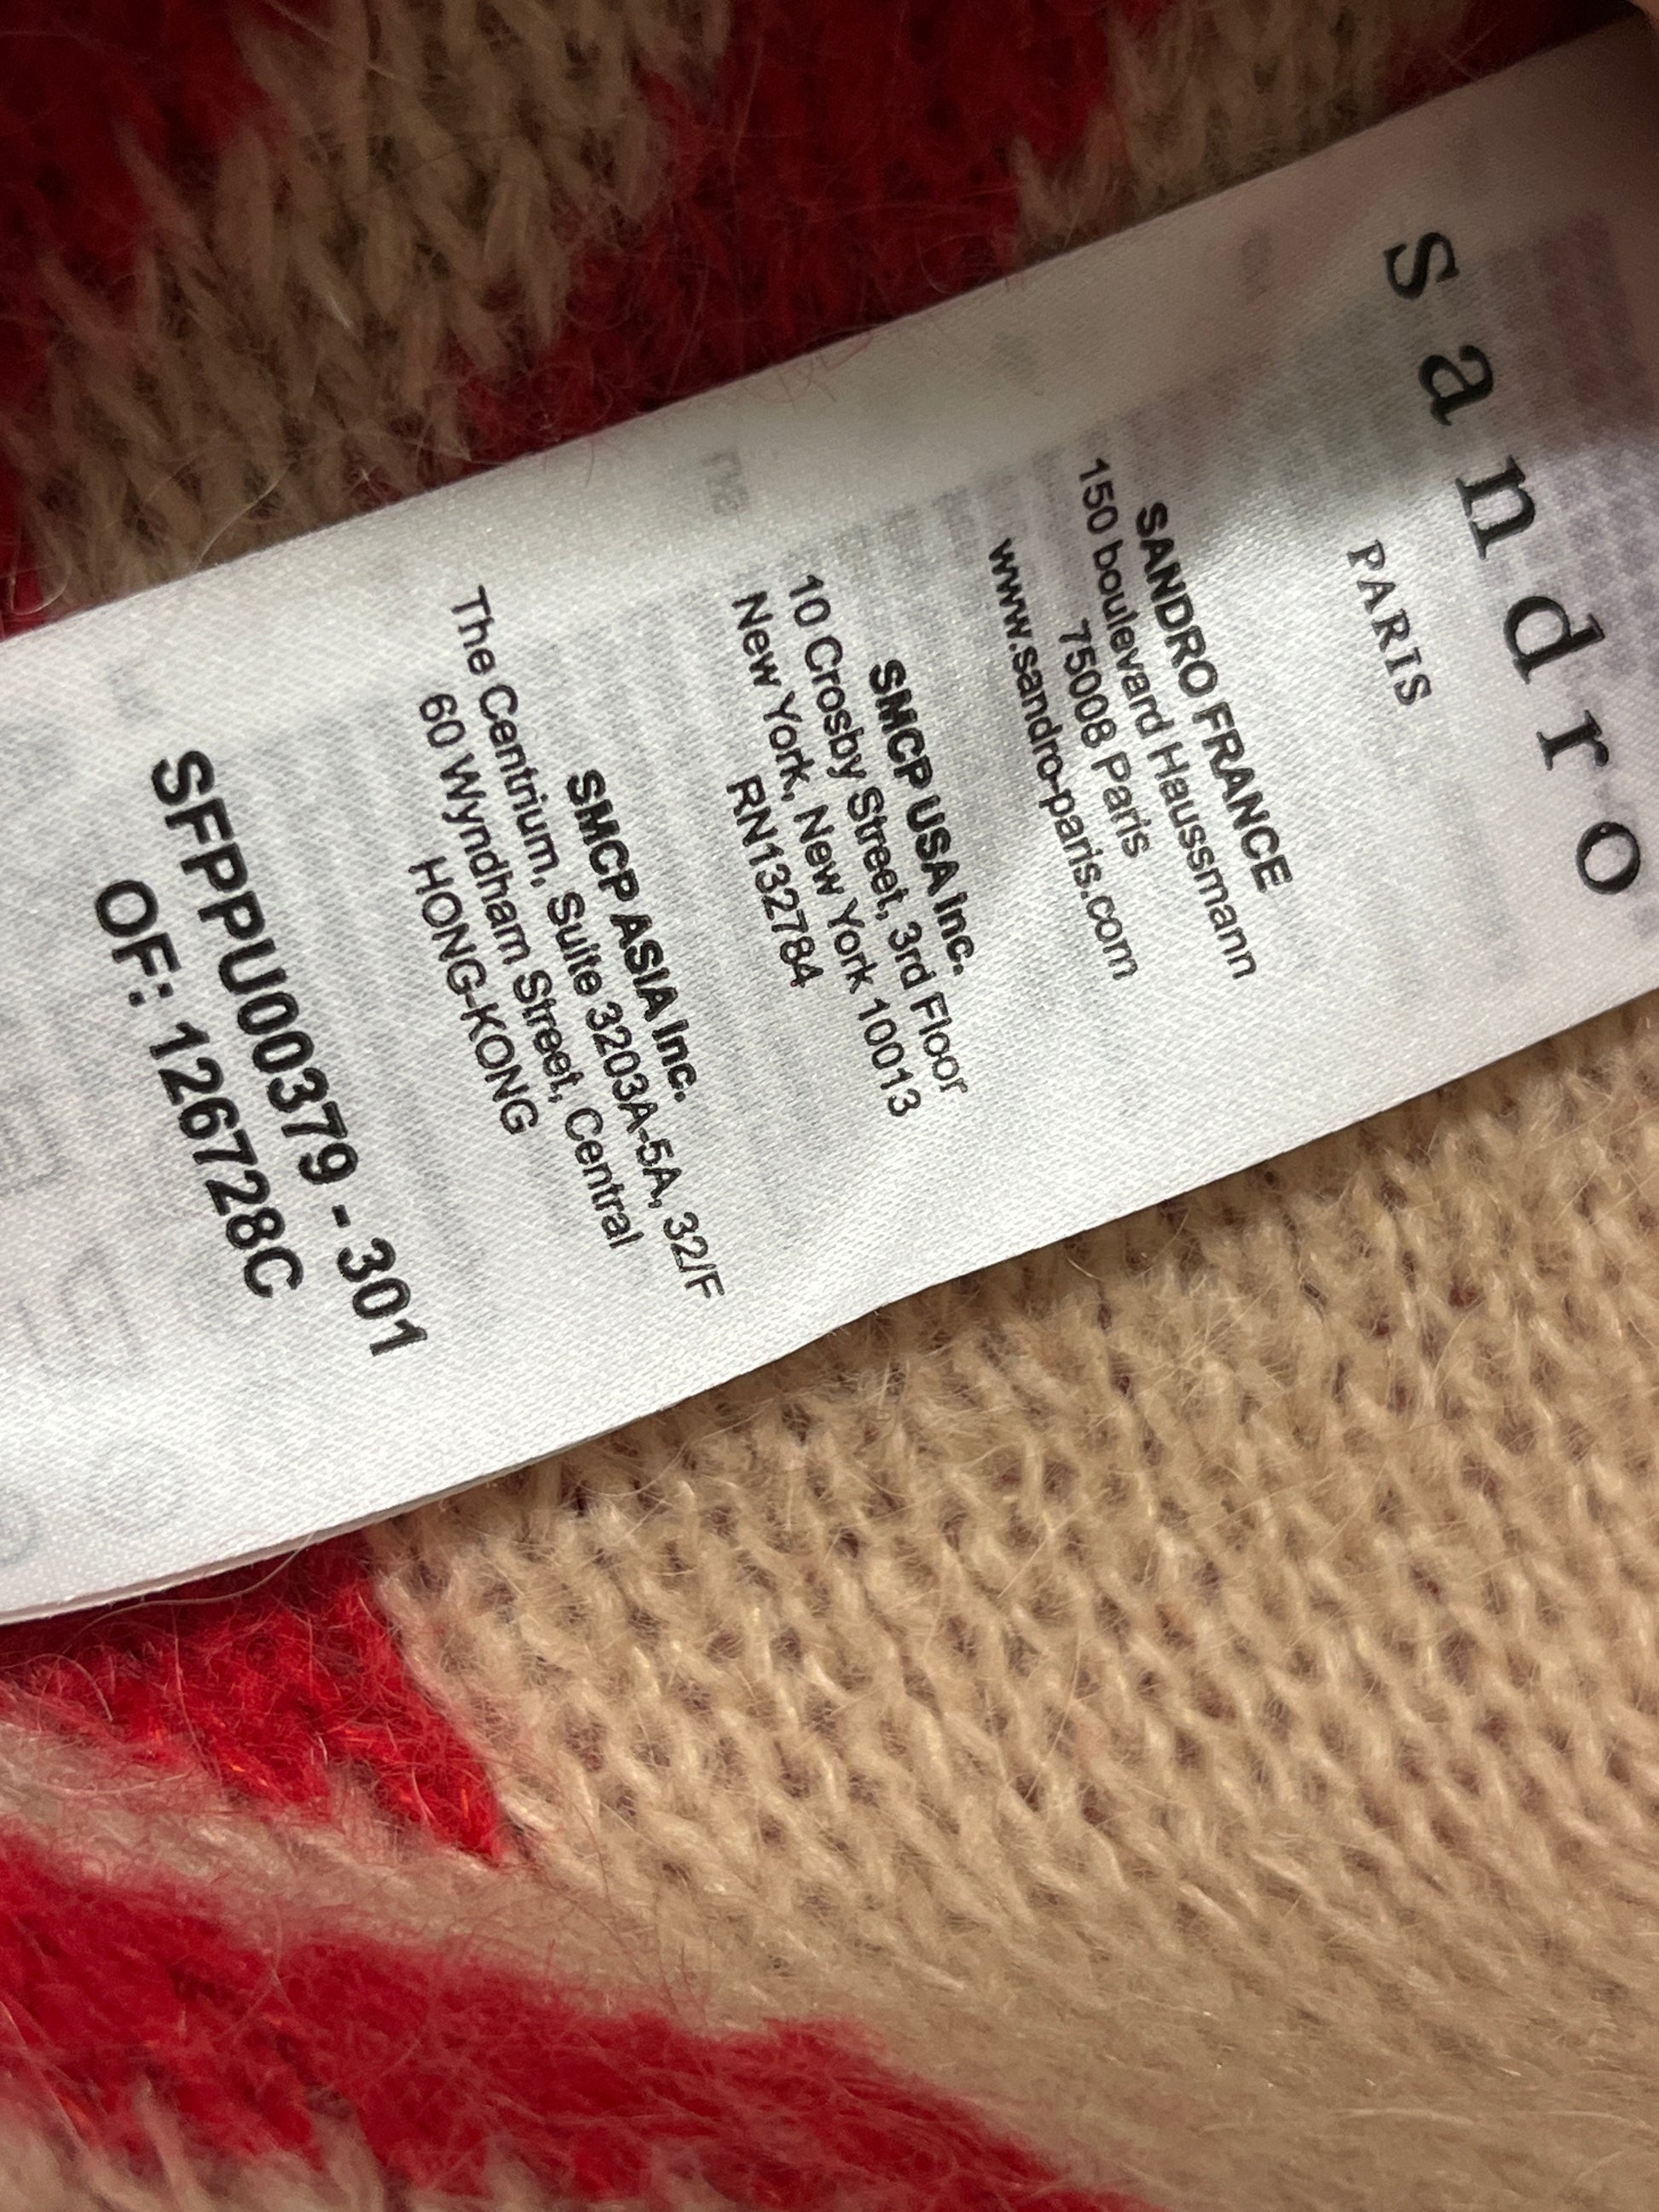 sandro
PARIS
SANDRO FRANCE
150 boulevard Haussmann
75008 Paris
www.sandro-paris.com
SMCP USA Inc.
10 Crosby Street, 3rd Floor
New York, New York 10013
RN132784
SMCP ASIA Inc.
The Centrium, Suite 3203A-5A, 32/F
60 Wyndham Street, Central
HONG-KONG
SFPPU00379 - 301
OF: 126728C